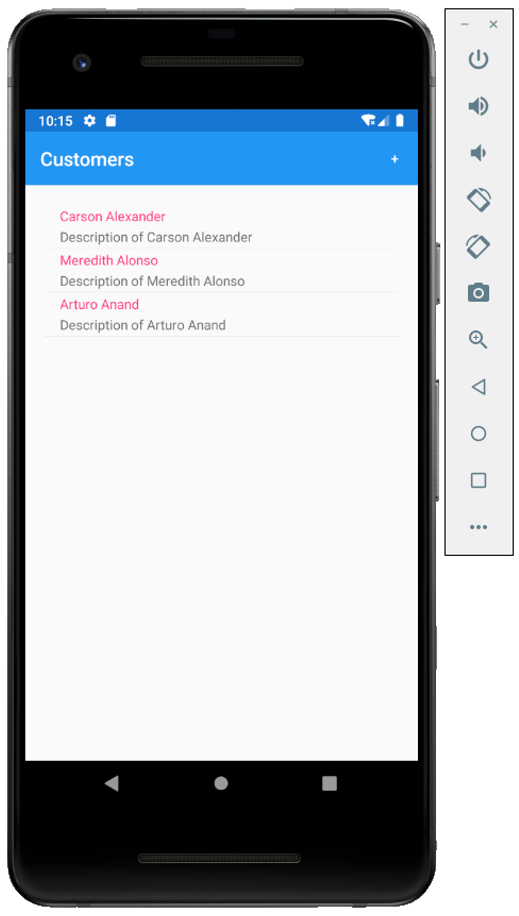 10:15
Customers +
Carson Alexander
Description of Carson Alexander
Meredith Alonso
Description of Meredith Alonso
Arturo Anand
Description of Arturo Anand